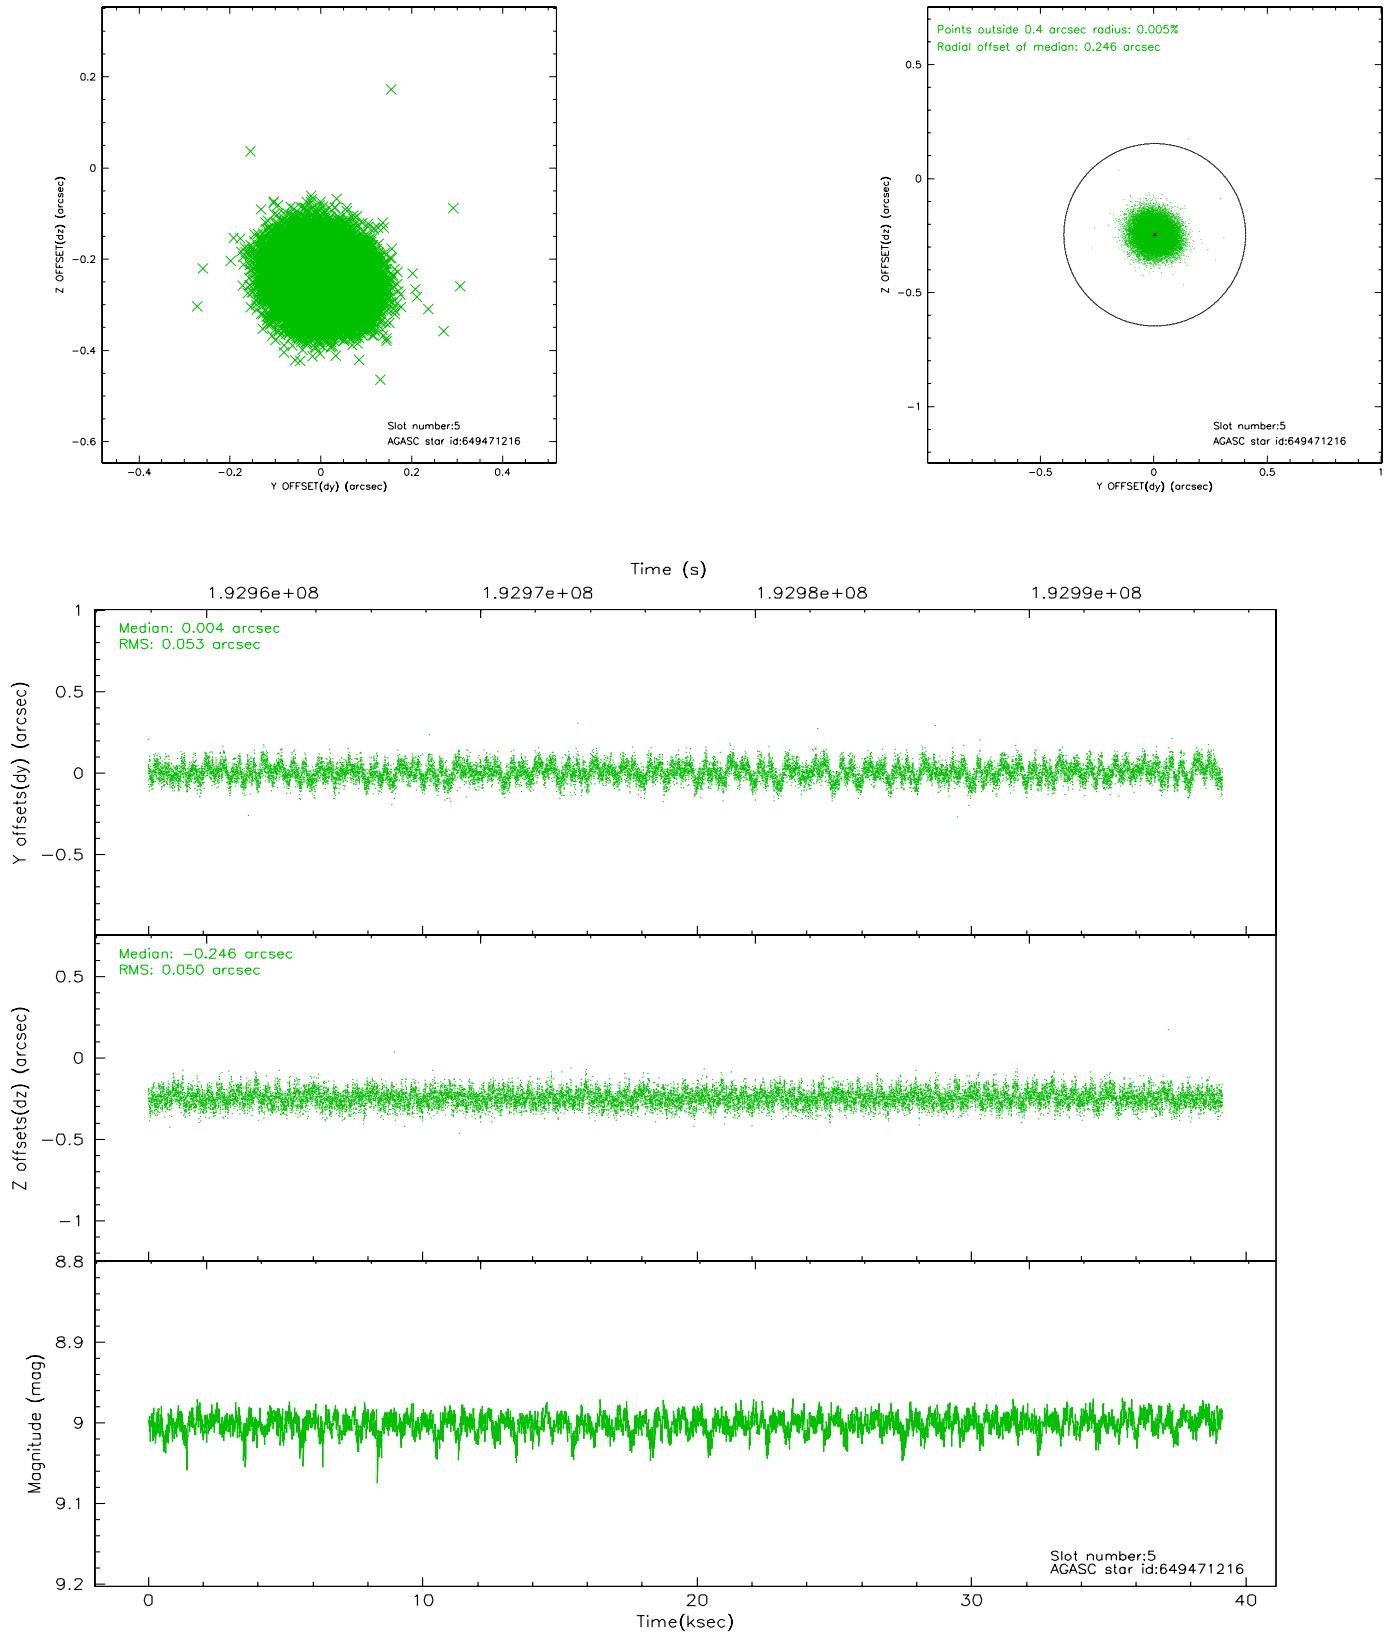 0.2
0
−0.2
−0.4
−0.6
Z OFFSET(dz) (arcsec)
−0.4 −0.2 0 0.2 0.4
Y OFFSET(dy) (arcsec)
Slot number:5
AGASC star id:649471216
Points outside 0.4 arcsec radius: 0.005%
Radial offset of median: 0.246 arcsec
0.5
0
−0.5
−1
Z OFFSET(dz) (arcsec)
−0.5 0 0.5 1
Y OFFSET(dy) (arcsec)
Slot number:5
AGASC star id:649471216
Time (s)
1.9296e+08 1.9297e+08 1.9298e+08 1.9299e+08
Median: 0.004 arcsec
RMS: 0.053 arcsec
1
0.5
0
−0.5
Y offsets(dy) (arcsec)
Median: −0.246 arcsec
RMS: 0.050 arcsec
0.5
0
−0.5
−1
Z offsets(dz) (arcsec)
8.8
8.9
9
9.1
9.2
Magnitude (mag)
Slot number:5
AGASC star id:649471216
0 10 20 30 40
Time(ksec)